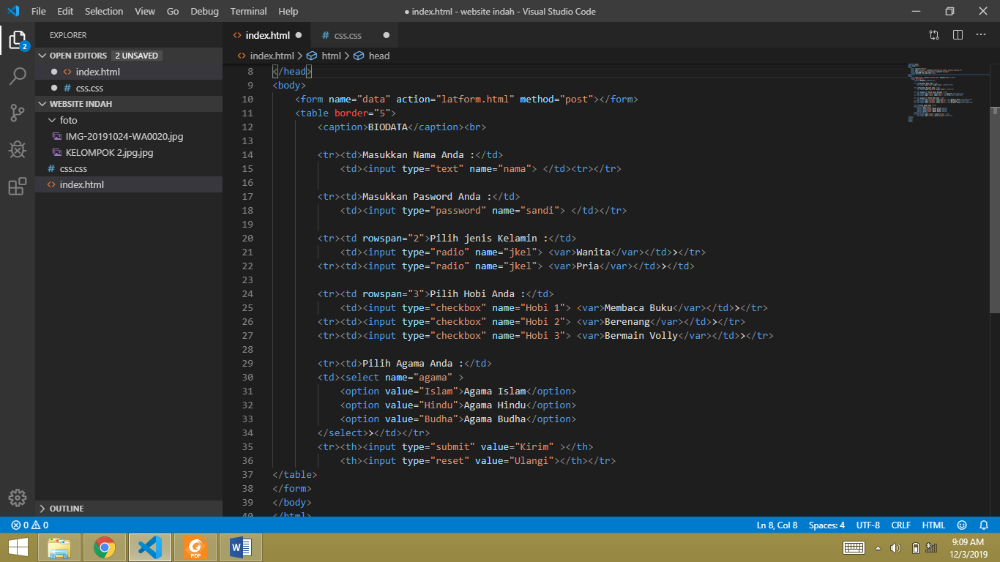 File Edit Selection View Go Debug Terminal Help
● index.html - website indah - Visual Studio Code
EXPLORER
OPEN EDITORS 2 UNSAVED
index.html
css.css
WEBSITE INDAH
foto
IMG-20191024-WA0020.jpg
KELOMPOK 2.jpg.jpg
css.css
index.html
OUTLINE
2
index.html css.css
index.html > html > head
8 </head>
9 <body>
10 <form name="data" action="latform.html" method="post"></form>
11 <table border="5">
12 <caption>BIODATA</caption><br>
13
14 <tr><td>Masukkan Nama Anda :</td>
15 <td><input type="text" name="nama"> </td><tr></tr>
16
17 <tr><td>Masukkan Pasword Anda :</td>
18 <td><input type="password" name="sandi"> </td></tr>
19
20 <tr><td rowspan="2">Pilih jenis Kelamin :</td>
21 <td><input type="radio" name="jkel"> <var>Wanita</var></td>></tr>
22 <tr><td><input type="radio" name="jkel"> <var>Pria</var></td>></td>
23
24 <tr><td rowspan="3">Pilih Hobi Anda :</td>
25 <td><input type="checkbox" name="Hobi 1"> <var>Membaca Buku</var></td>></tr>
26 <tr><td><input type="checkbox" name="Hobi 2"> <var>Berenang</var></td>></tr>
27 <tr><td><input type="checkbox" name="Hobi 3"> <var>Bermain Volly</var></td>></tr>
28
29 <tr><td>Pilih Agama Anda :</td>
30 <td><select name="agama" >
31 <option value="Islam">Agama Islam</option>
32 <option value="Hindu">Agama Hindu</option>
33 <option value="Budha">Agama Budha</option>
34 </select>></td></tr>
35 <tr><th><input type="submit" value="Kirim" ></th>
36 <th><input type="reset" value="Ulangi"></th></tr>
37 </table>
38 </form>
39 </body>
40 </html>
0 0
Ln 8, Col 8 Spaces: 4 UTF-8 CRLF HTML
PDF
9:09 AM
12/3/2019